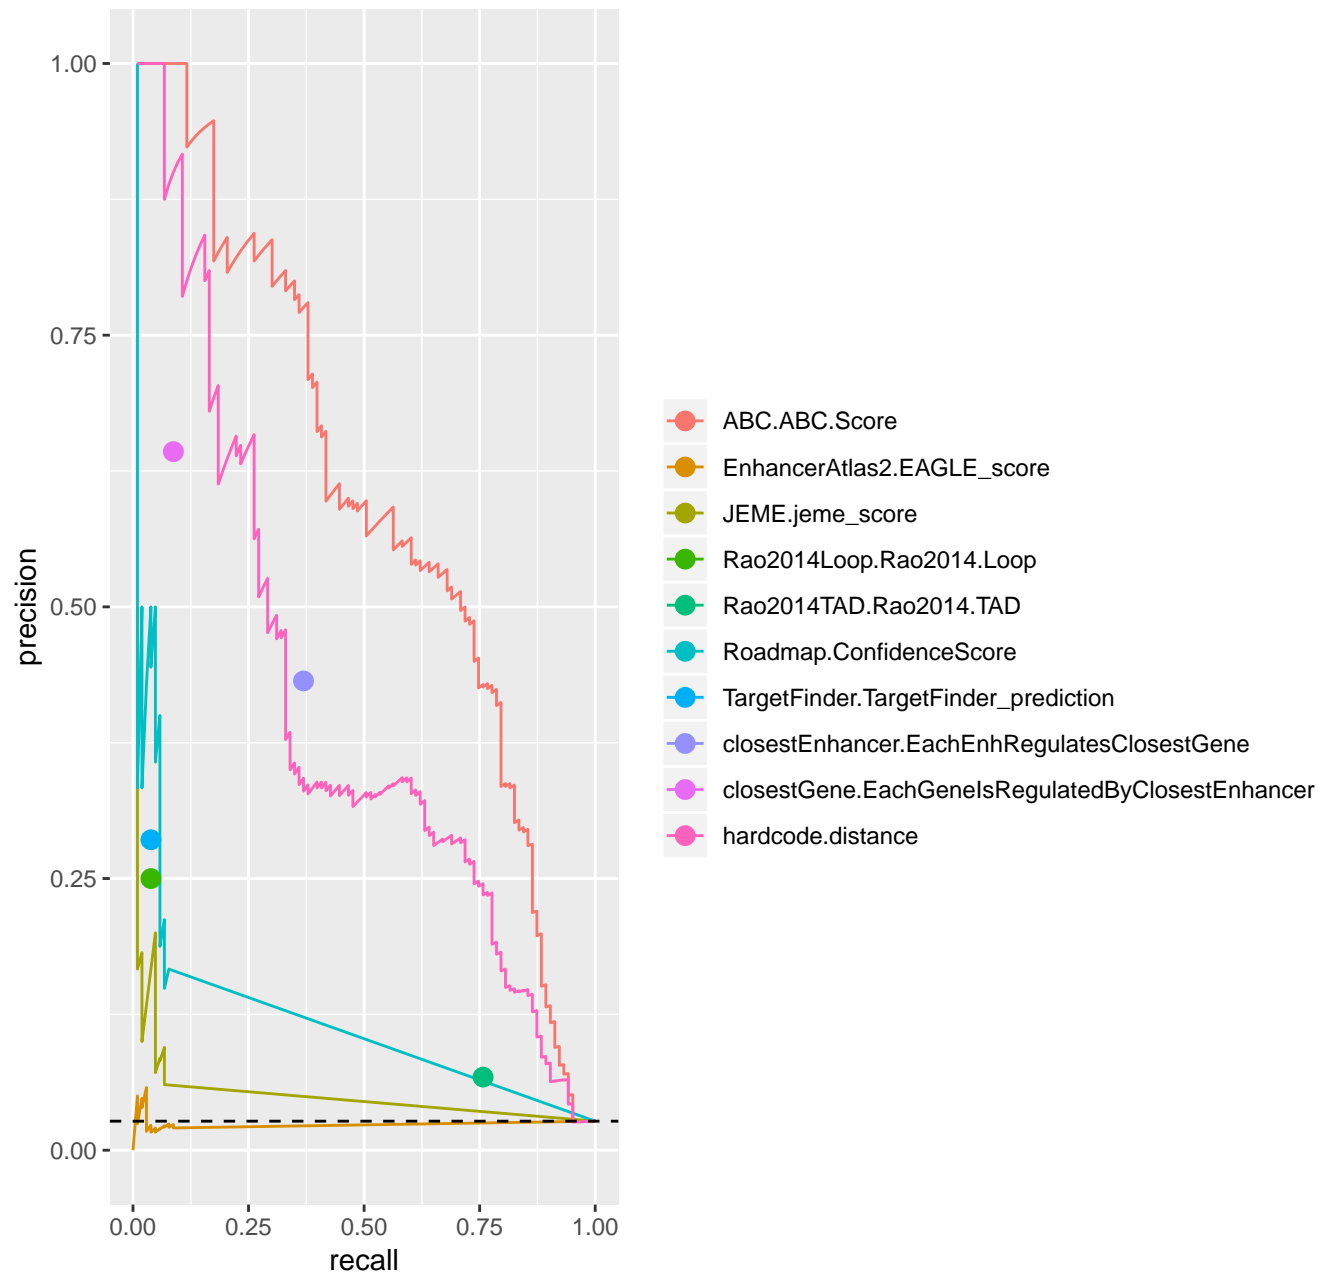 1.00
0.75
0.50
0.25
0.00
precision
0.00 0.25 0.50 0.75 1.00
recall
ABC.ABC.Score
EnhancerAtlas2.EAGLE_score
JEME.jeme_score
Rao2014Loop.Rao2014.Loop
Rao2014TAD.Rao2014.TAD
Roadmap.ConfidenceScore
TargetFinder.TargetFinder_prediction
closestEnhancer.EachEnhRegulatesClosestGene
closestGene.EachGeneIsRegulatedByClosestEnhancer
hardcode.distance